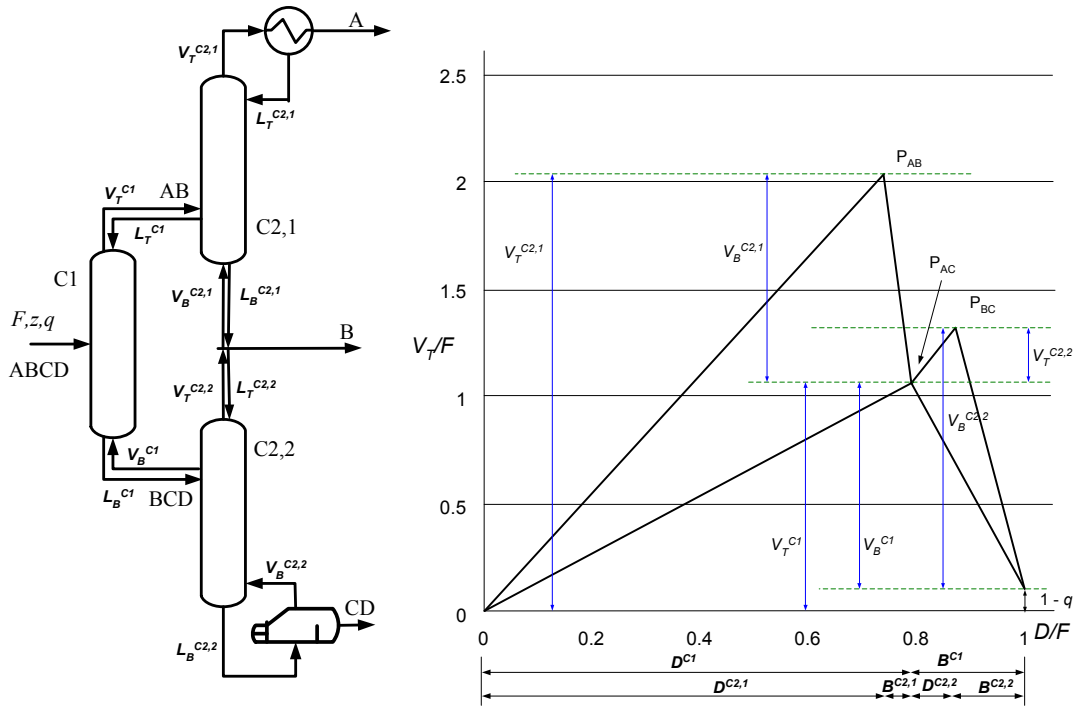 A
V_T^C2,1
L_T^C2,1
V_T^C1
AB
L_T^C1
C2,1
C1
V_B^C2,1
L_B^C2,1
F,z,q
ABCD
B
V_T^C2,2
L_T^C2,2
C2,2
V_B^C1
L_B^C1
BCD
V_B^C2,2
CD
L_B^C2,2
2.5
2
1.5
1
0.5
0
V_T/F
P_AB
P_AC
P_BC
V_T^C2,1
V_B^C2,1
V_T^C2,2
V_B^C2,2
V_T^C1
V_B^C1
1 - q
0 0.2 0.4 0.6 0.8 1 D/F
D^C1 B^C1
D^C2,1 B^C2,1 D^C2,2 B^C2,2